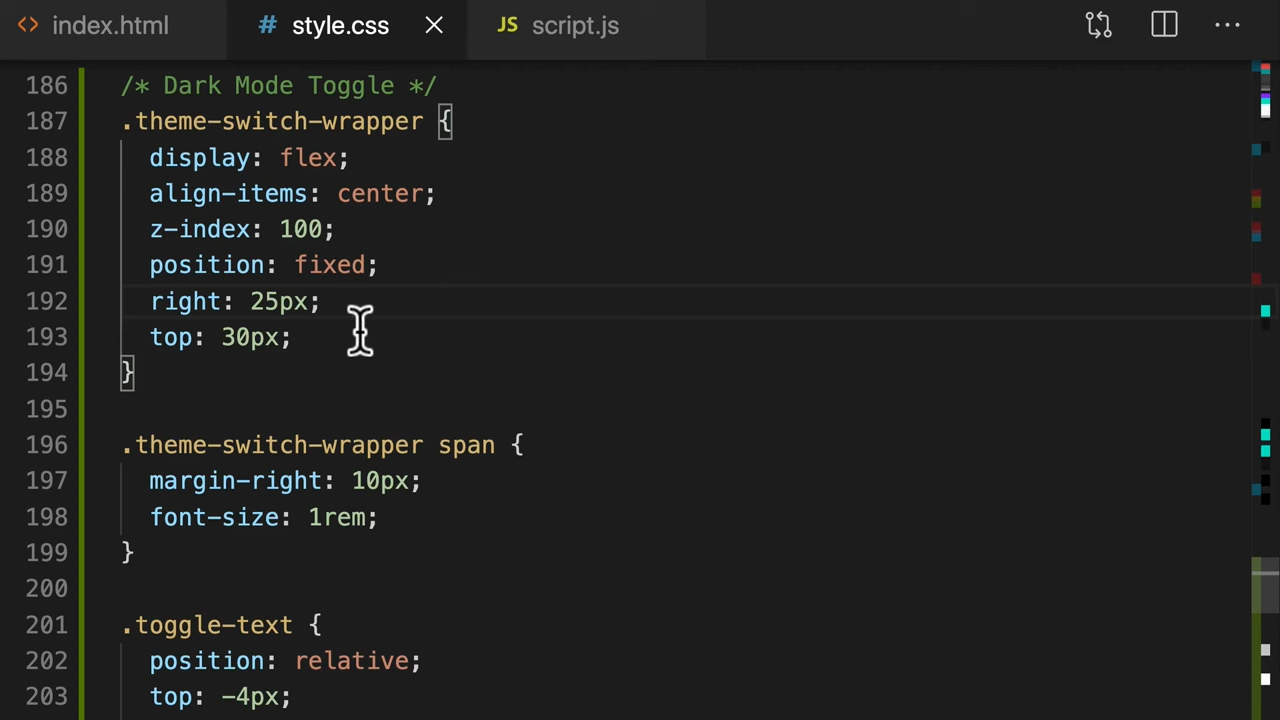 <> index.html # style.css × JS script.js ...
186 /* Dark Mode Toggle */
187 .theme-switch-wrapper {
188 display: flex;
189 align-items: center;
190 z-index: 100;
191 position: fixed;
192 right: 25px;
193 top: 30px;
194 }
195
196 .theme-switch-wrapper span {
197 margin-right: 10px;
198 font-size: 1rem;
199 }
200
201 .toggle-text {
202 position: relative;
203 top: -4px;